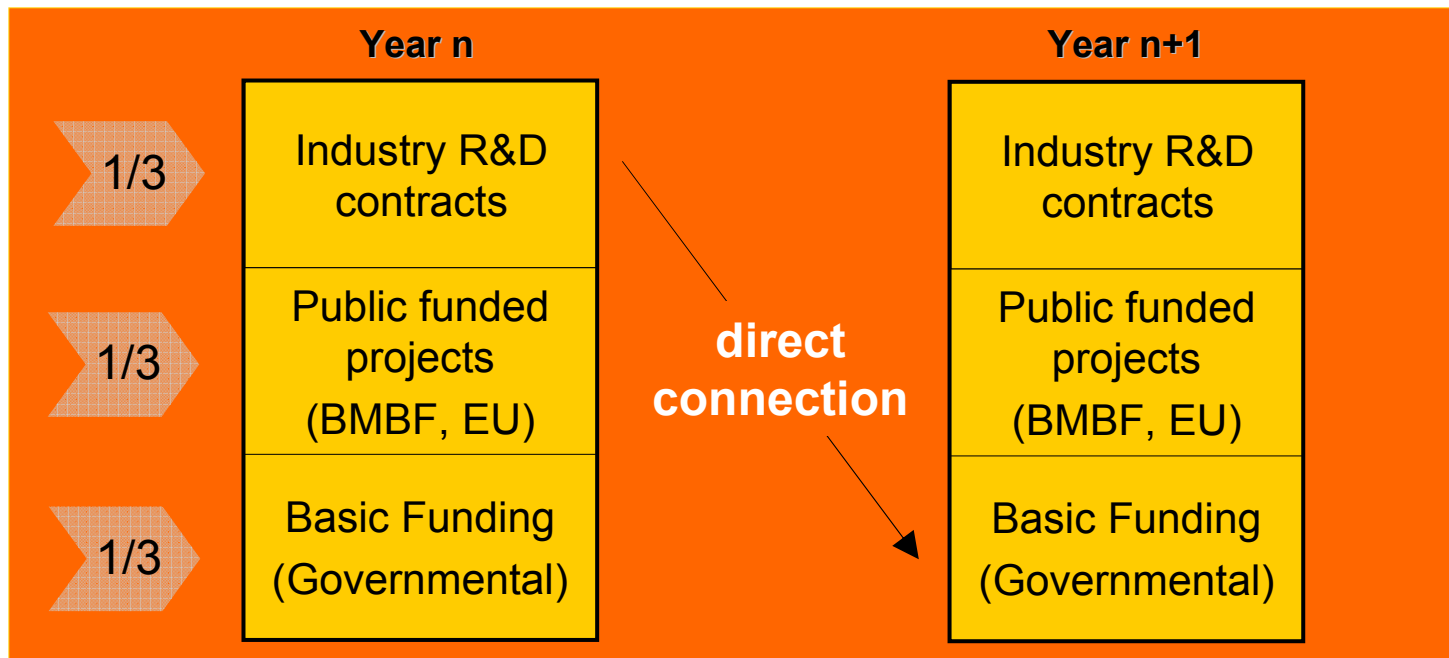 Year n
Year n+1
1/3
Industry R&D
contracts
1/3
Public funded
projects
(BMBF, EU)
1/3
Basic Funding
(Governmental)
direct
connection
Industry R&D
contracts
Public funded
projects
(BMBF, EU)
Basic Funding
(Governmental)